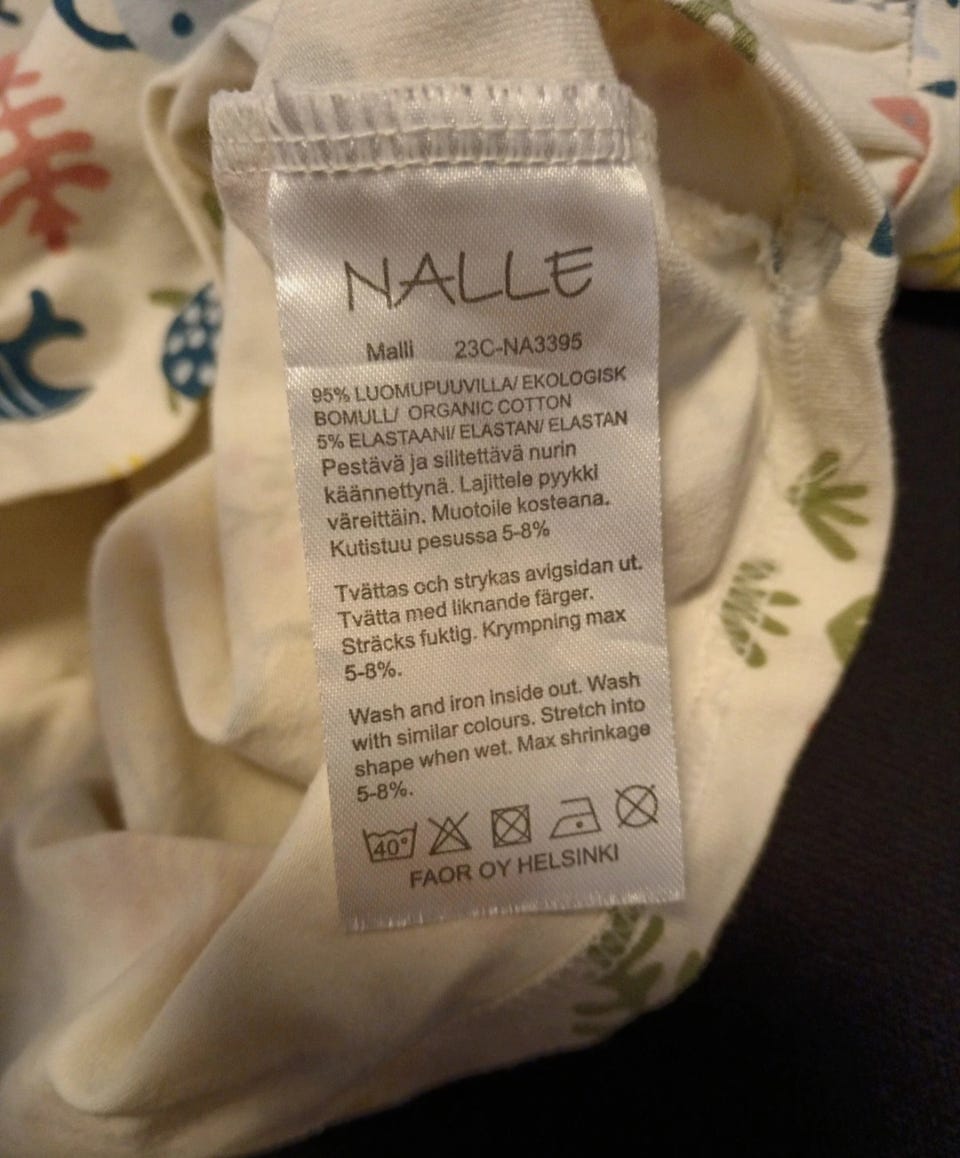 NALLE
Malli 23C-NA3395
95% LUOMUPUUVILLA/ EKOLOGISK
BOMULL/ ORGANIC COTTON
5% ELASTAANI/ ELASTAN/ ELASTAN
Pestävä ja silitettävä nurin
käännettynä. Lajittele pyykki
väreittäin. Muotoile kosteana.
Kutistuu pesussa 5-8%
Tvättas och strykas avigsidan ut.
Tvätta med liknande färger.
Sträcks fuktig. Krympning max
5-8%.
Wash and iron inside out. Wash
with similar colours. Stretch into
shape when wet. Max shrinkage
5-8%.
40°
FAOR OY HELSINKI